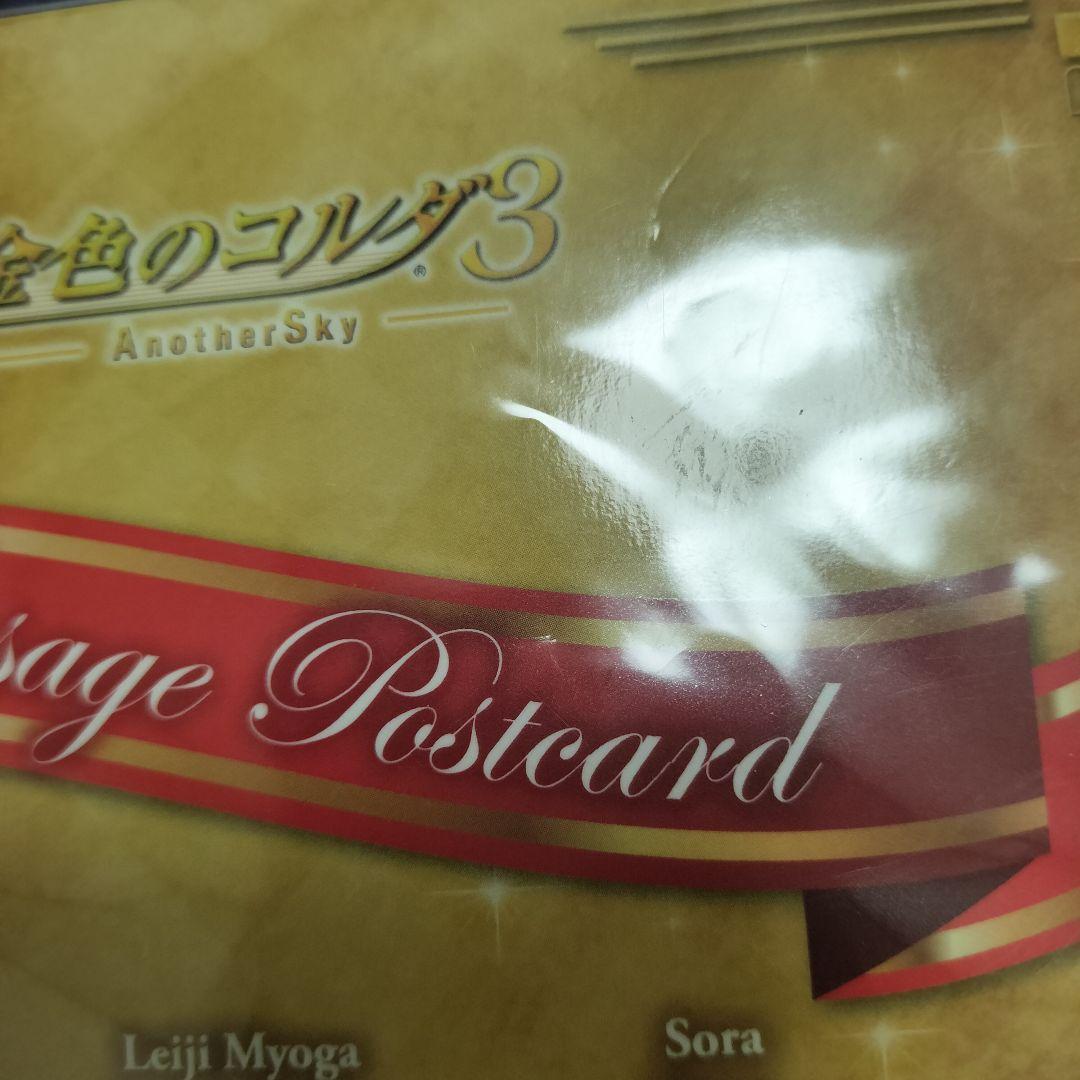 金色のコルダ3
®
AnotherSky
sage Postcard
Leiji Myoga
Sora